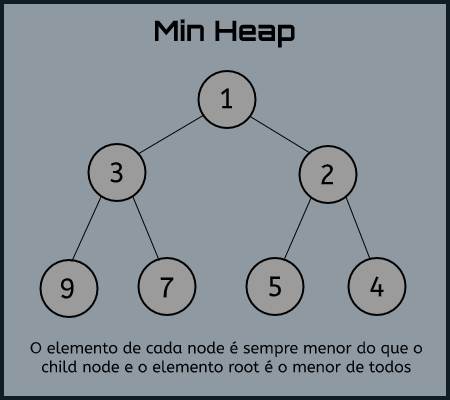 Min Heap
1
3
2
9
7
5
4
O elemento de cada node é sempre menor do que o
child node e o elemento root é o menor de todos